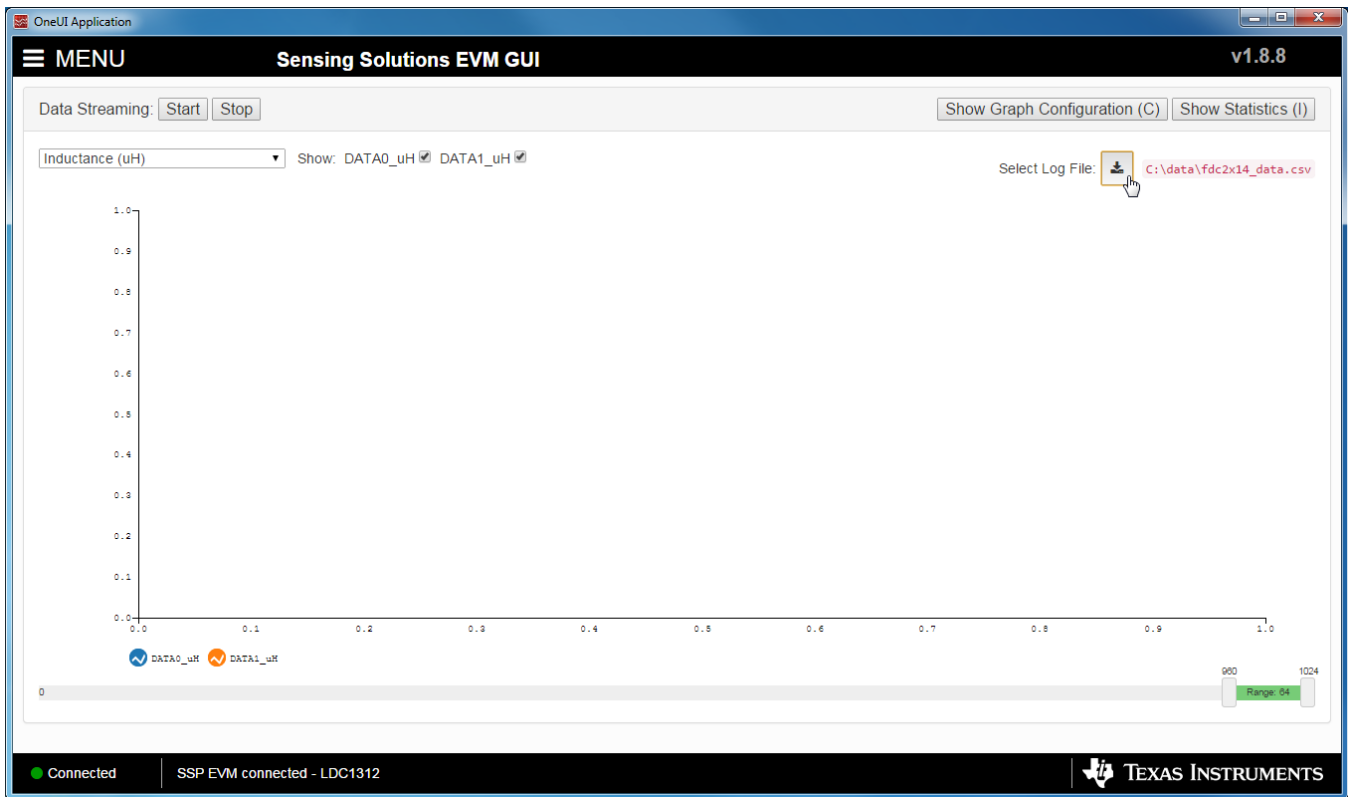 OneUI Application
MENU Sensing Solutions EVM GUI v1.8.8
Data Streaming: Start Stop Show Graph Configuration (C) Show Statistics (I)
Inductance (uH) Show: DATA0_uH DATA1_uH Select Log File: C:\data\fdc2x14_data.csv
1.0
0.9
0.8
0.7
0.6
0.5
0.4
0.3
0.2
0.1
0.0
0.0 0.1 0.2 0.3 0.4 0.5 0.6 0.7 0.8 0.9 1.0
DATA0_uH DATA1_uH
960 1024
0 Range: 64
Connected SSP EVM connected - LDC1312 TEXAS INSTRUMENTS